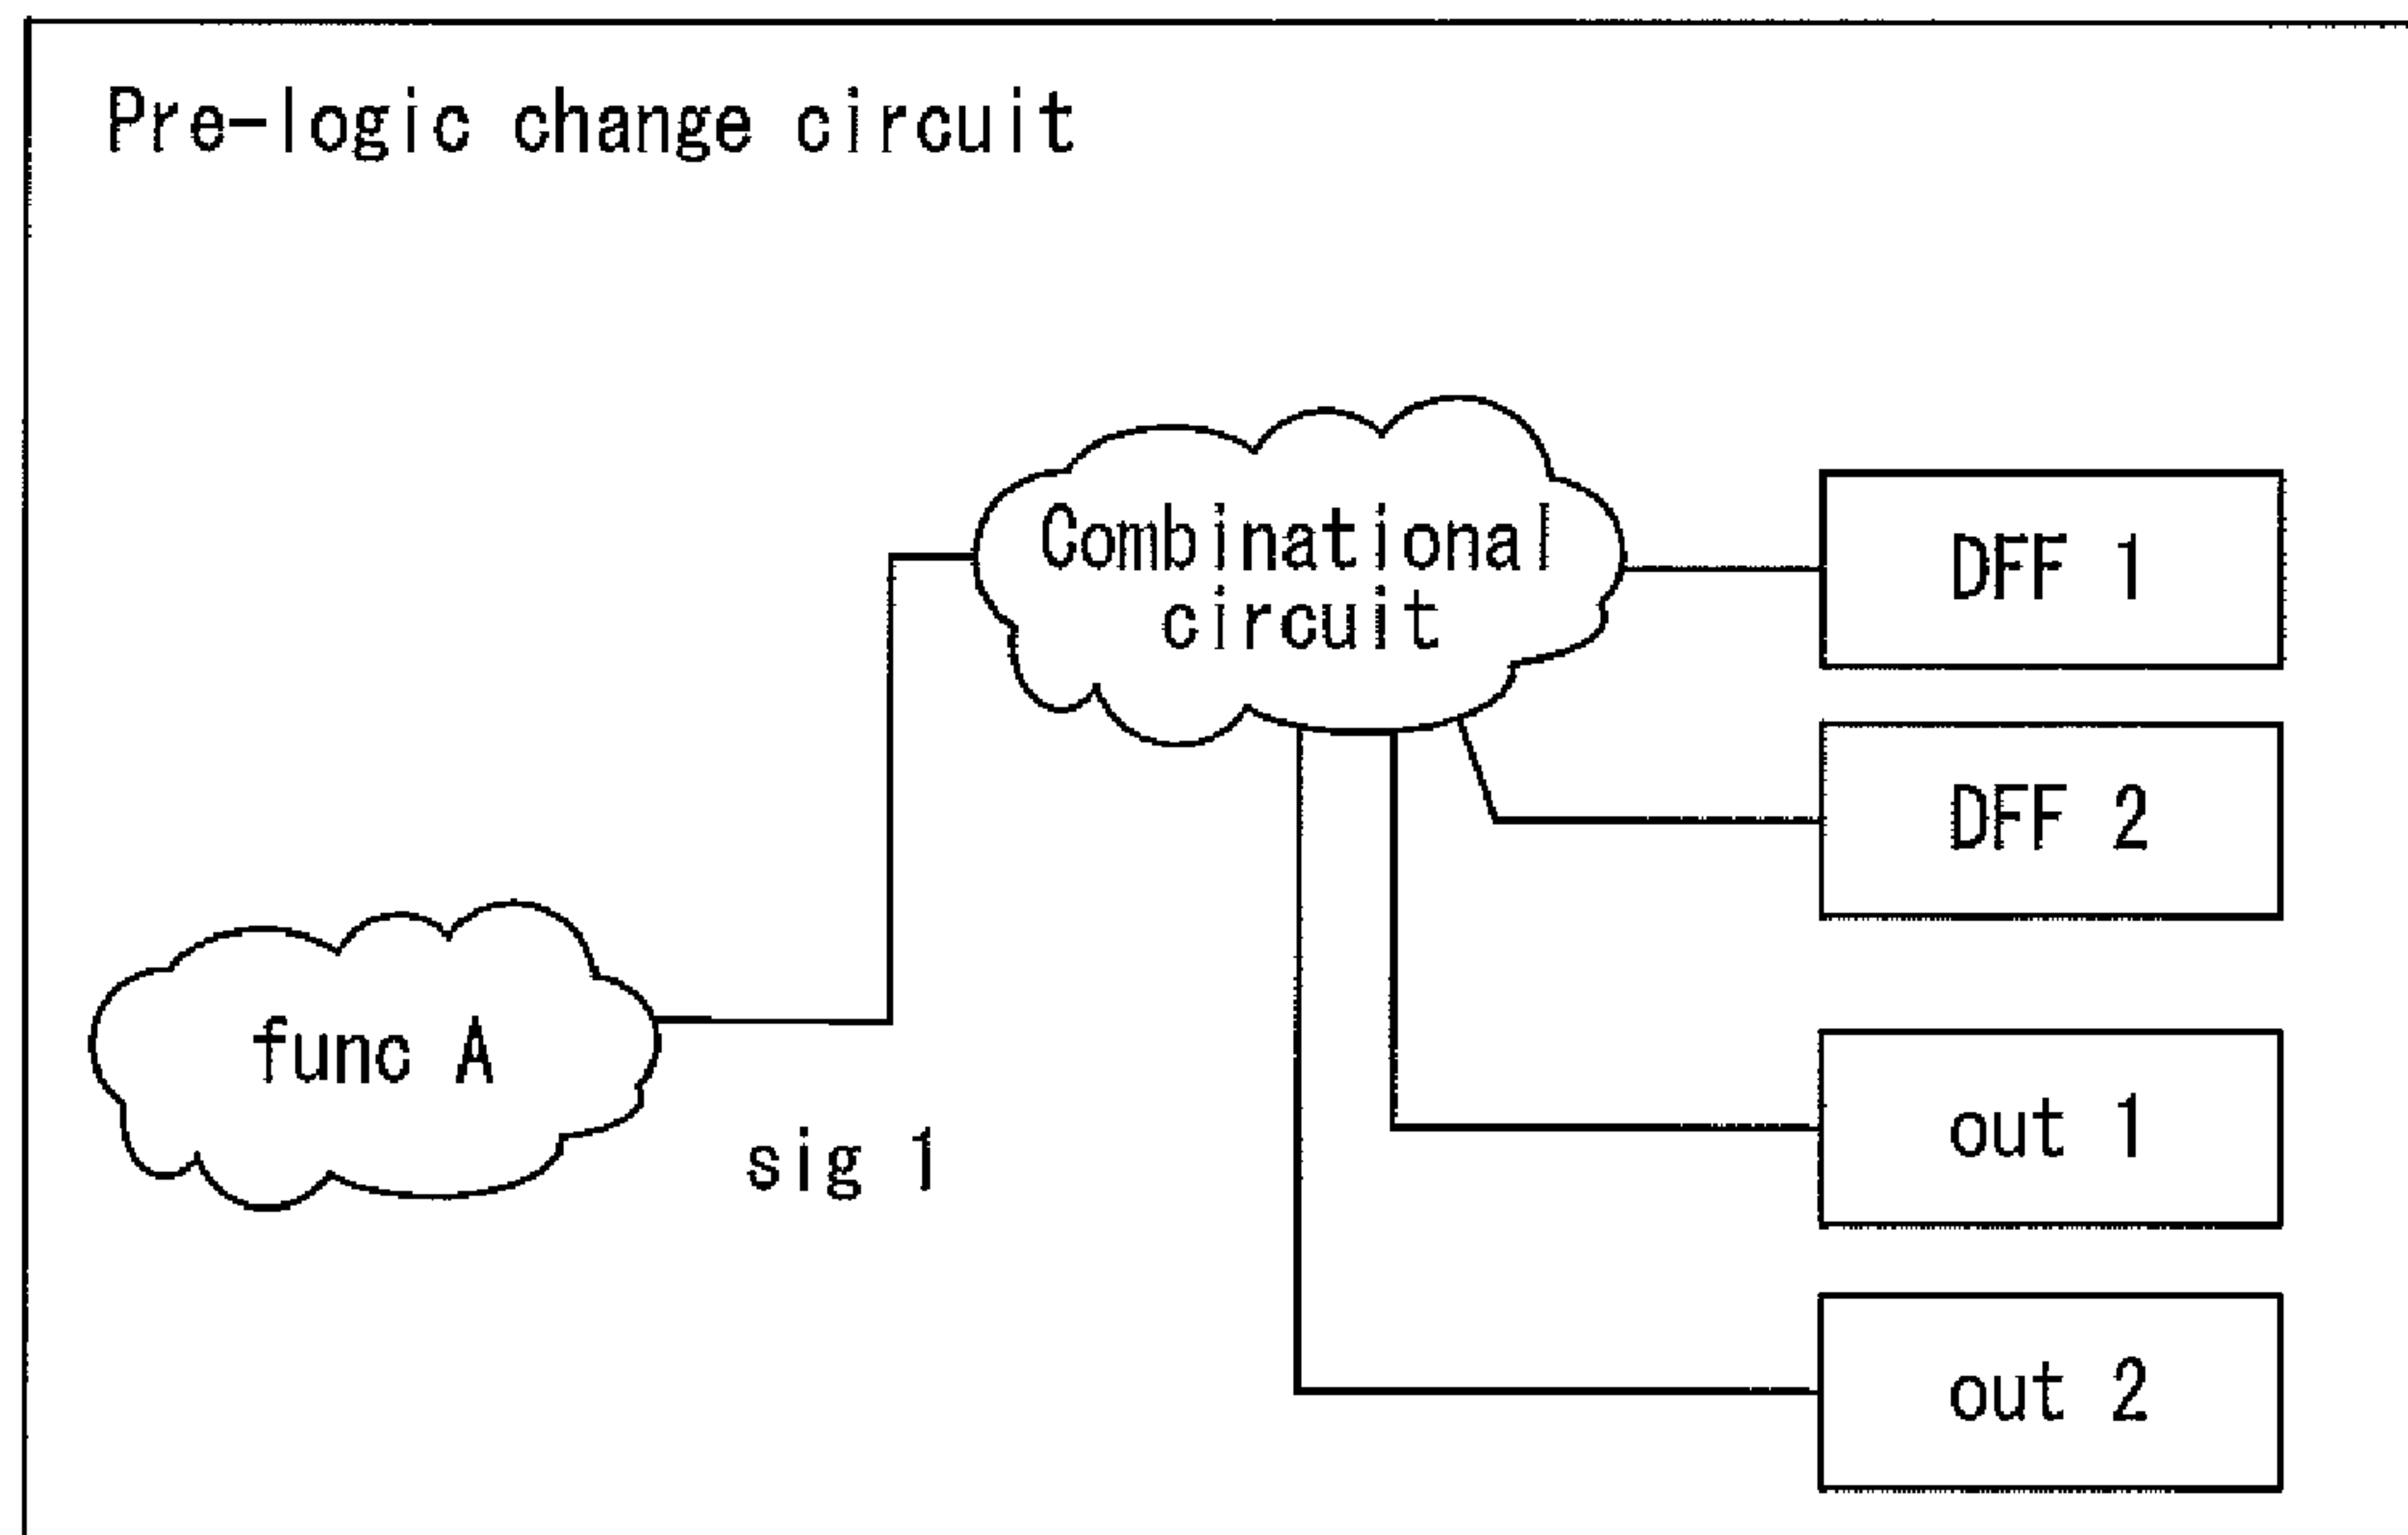 Pre-logic change circuit
Combinational
circuit
DFF 1
DFF 2
func A
sig 1
out 1
out 2